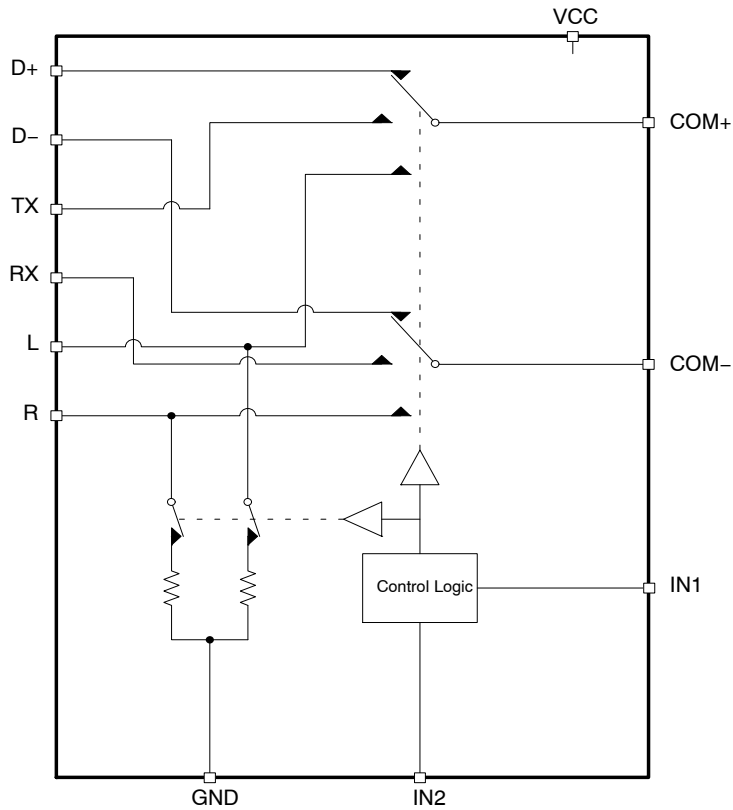 VCC
D+
COM+
D−
TX
RX
L
COM−
R
Control Logic
IN1
GND
IN2